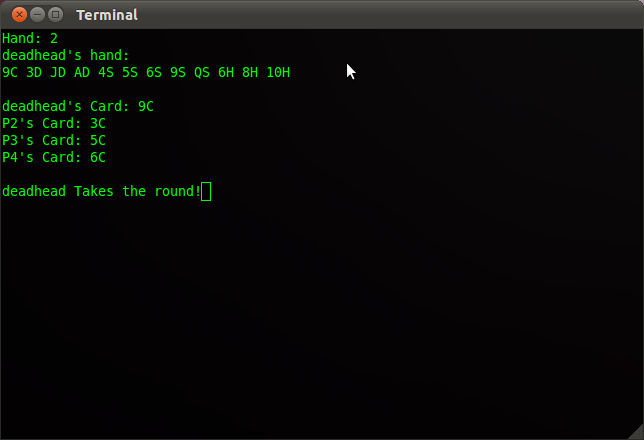 Terminal
Hand: 2
deadhead's hand:
9C 3D JD AD 4S 5S 6S 9S QS 6H 8H 10H
deadhead's Card: 9C
P2's Card: 3C
P3's Card: 5C
P4's Card: 6C
deadhead Takes the round!